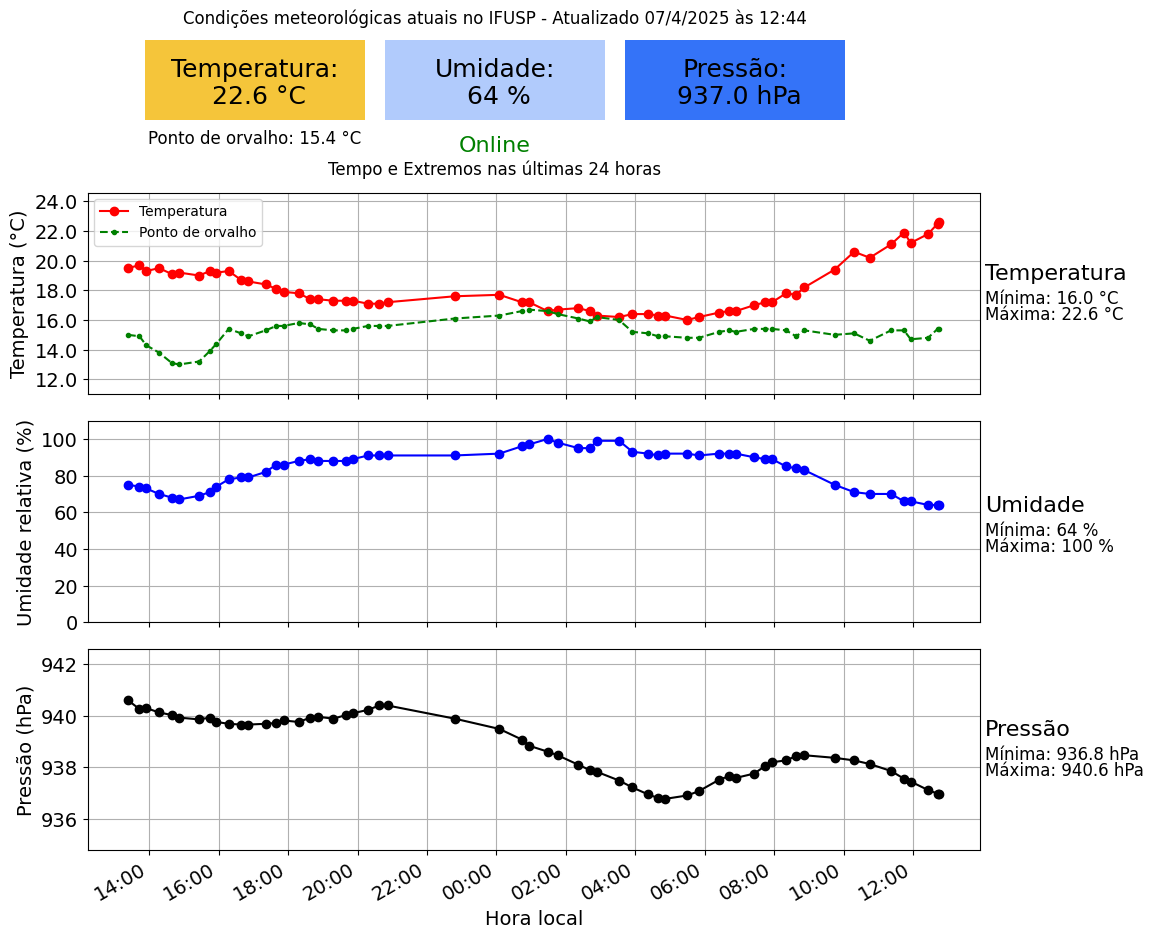 Condições meteorológicas atuais no IFUSP - Atualizado 07/4/2025 às 12:44
Temperatura:
22.6 °C
Umidade:
64 %
Pressão:
937.0 hPa
Ponto de orvalho: 15.4 °C
Online
Tempo e Extremos nas últimas 24 horas
Temperatura (°C)
24.0
22.0
20.0
18.0
16.0
14.0
12.0
Temperatura
Ponto de orvalho
Temperatura
Mínima: 16.0 °C
Máxima: 22.6 °C
Umidade relativa (%)
100
80
60
40
20
0
Umidade
Mínima: 64 %
Máxima: 100 %
Pressão (hPa)
942
940
938
936
Pressão
Mínima: 936.8 hPa
Máxima: 940.6 hPa
14:00 16:00 18:00 20:00 22:00 00:00 02:00 04:00 06:00 08:00 10:00 12:00
Hora local